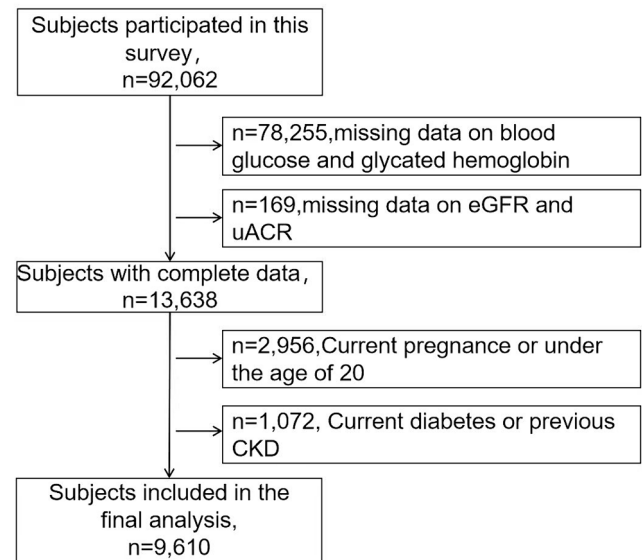 Subjects participated in this
survey,
n=92,062
n=78,255,missing data on blood
glucose and glycated hemoglobin
n=169,missing data on eGFR and
uACR
Subjects with complete data,
n=13,638
n=2,956,Current pregnance or under
the age of 20
n=1,072, Current diabetes or previous
CKD
Subjects included in the
final analysis,
n=9,610